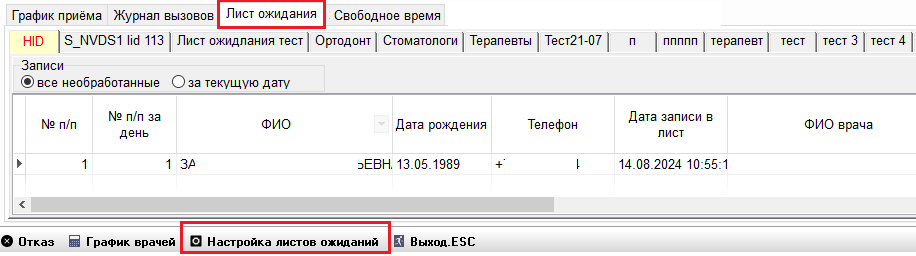 График приёма Журнал вызовов Лист ожидания Свободное время
HID S_NVDS1 lid 113 Лист ожидлания тест Ортодонт Стоматологи Терапевты Тест21-07 п ппппп терапевт тест тест 3 тест 4
Записи
все необработанные за текущую дату
№ п/п № п/п за день ФИО Дата рождения Телефон Дата записи в лист ФИО врача
1 1 ЗА ЬЕВН 13.05.1989 + 4 14.08.2024 10:55:1
Отказ График врачей Настройка листов ожиданий Выход.ESC